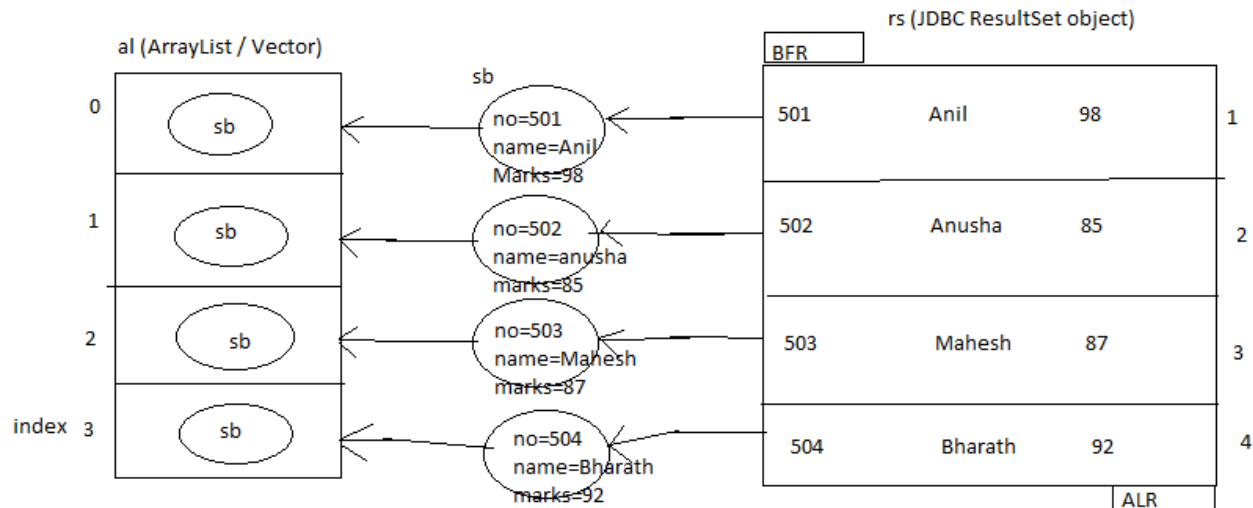 rs (JDBC ResultSet object)
al (ArrayList / Vector)
BFR
sb
0
sb
no=501
name=Anil
Marks=98
501 Anil 98
1
1
sb
no=502
name=anusha
marks=85
502 Anusha 85
2
2
sb
no=503
name=Mahesh
marks=87
503 Mahesh 87
3
index 3
sb
no=504
name=Bharath
marks=92
504 Bharath 92
4
ALR